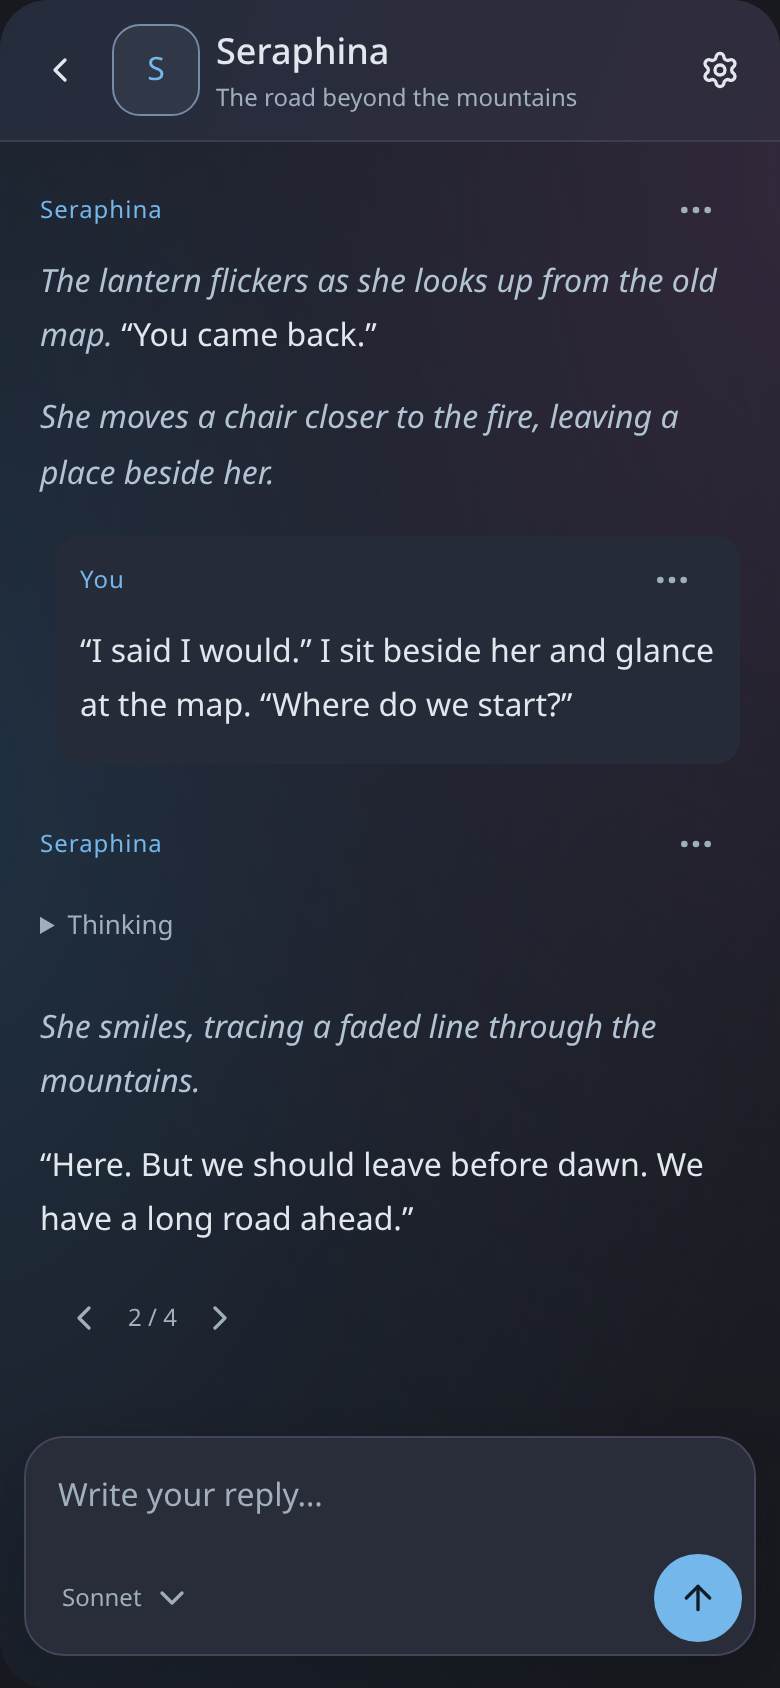 S
Seraphina
The road beyond the mountains
Seraphina
The lantern flickers as she looks up from the old
map. “You came back.”
She moves a chair closer to the fire, leaving a
place beside her.
You
“I said I would.” I sit beside her and glance
at the map. “Where do we start?”
Seraphina
Thinking
She smiles, tracing a faded line through the
mountains.
“Here. But we should leave before dawn. We
have a long road ahead.”
2 / 4
Write your reply...
Sonnet